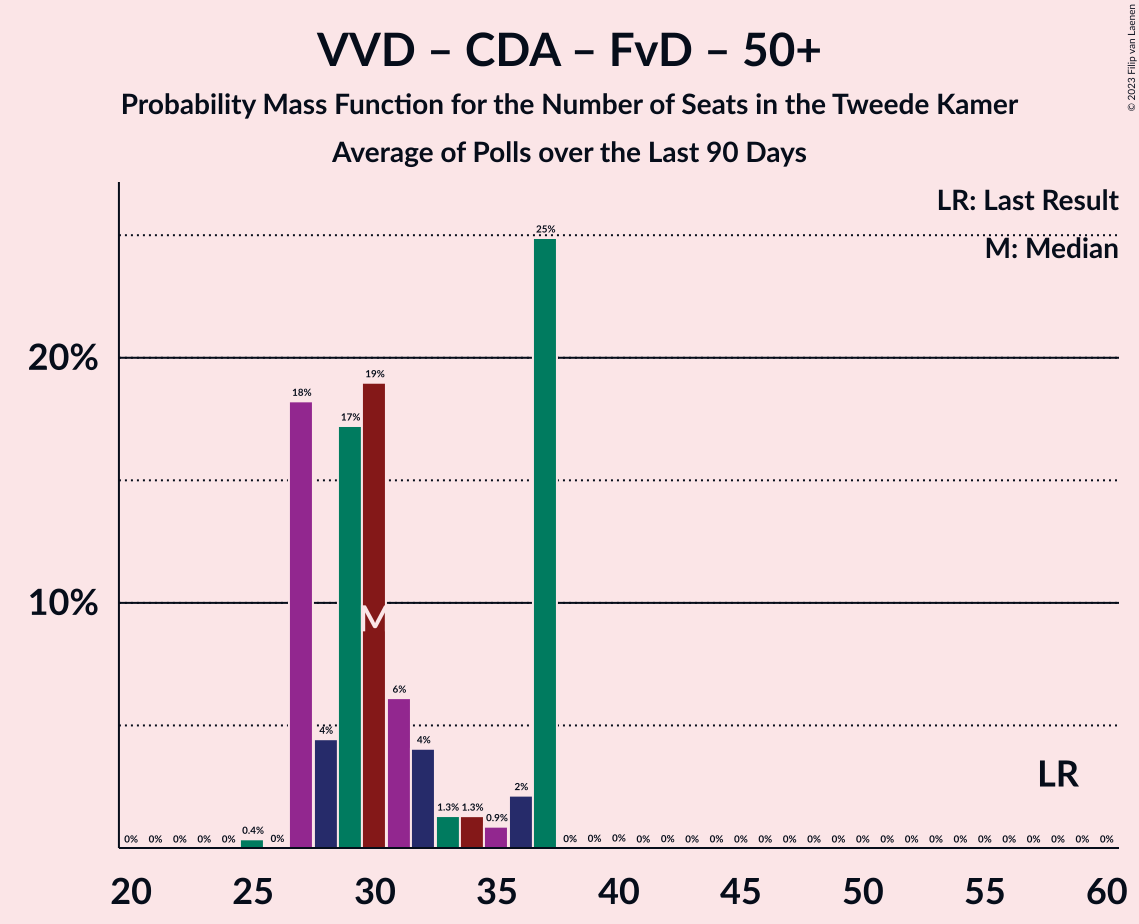 VVD – CDA – FvD – 50+
Probability Mass Function for the Number of Seats in the Tweede Kamer
Average of Polls over the Last 90 Days
© 2023 Filip van Laenen
LR: Last Result
M: Median
20%
10%
0% 0% 0% 0% 0% 0.4% 0% 18% 4% 17% 19% 6% 4% 1.3% 1.3% 0.9% 2% 25% 0% 0% 0% 0% 0% 0% 0% 0% 0% 0% 0% 0% 0% 0% 0% 0% 0% 0% 0% 0% 0% 0% 0%
M
LR
20 25 30 35 40 45 50 55 60